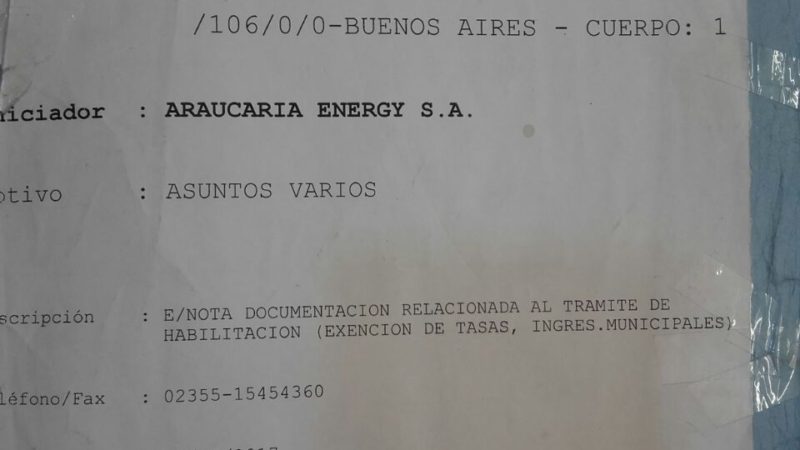 /106/0/0-BUENOS AIRES - CUERPO: 1
niciador : ARAUCARIA ENERGY S.A.
otivo : ASUNTOS VARIOS
scripción : E/NOTA DOCUMENTACION RELACIONADA AL TRAMITE DE
HABILITACION (EXENCION DE TASAS, INGRES.MUNICIPALES)
léfono/Fax : 02355-15454360